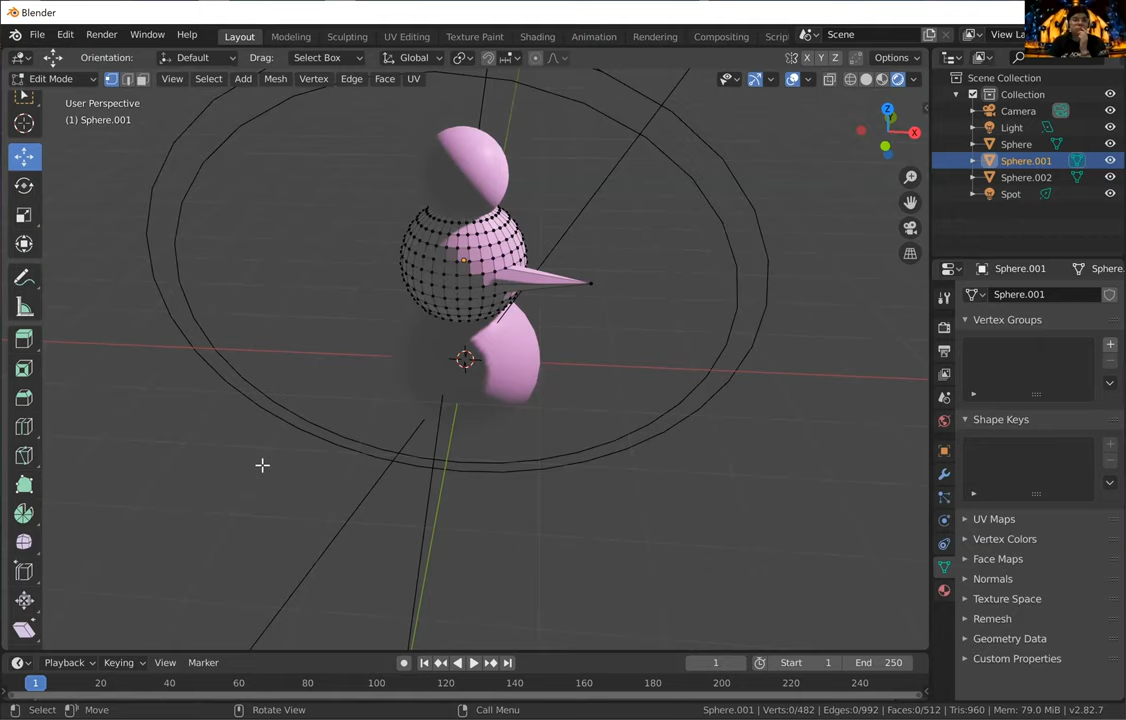 Blender
File Edit Render Window Help Layout Modeling Sculpting UV Editing Texture Paint Shading Animation Rendering Compositing Scrip Scene View La
Orientation: Default Drag: Select Box Global X Y Z Options
Edit Mode View Select Add Mesh Vertex Edge Face UV
User Perspective
(1) Sphere.001
Z
Y
X
Scene Collection
Collection
Camera
Light
Sphere
Sphere.001
Sphere.002
Spot
Sphere.001 Sphere.
Sphere.001
Vertex Groups
Shape Keys
UV Maps
Vertex Colors
Face Maps
Normals
Texture Space
Remesh
Geometry Data
Custom Properties
Playback Keying View Marker 1 Start 1 End 250
1 20 40 60 80 100 120 140 160 180 200 220 240
Select Move Rotate View Call Menu Sphere.001 | Verts:0/482 | Edges:0/992 | Faces:0/512 | Tris:960 | Mem: 79.0 MiB | v2.82.7